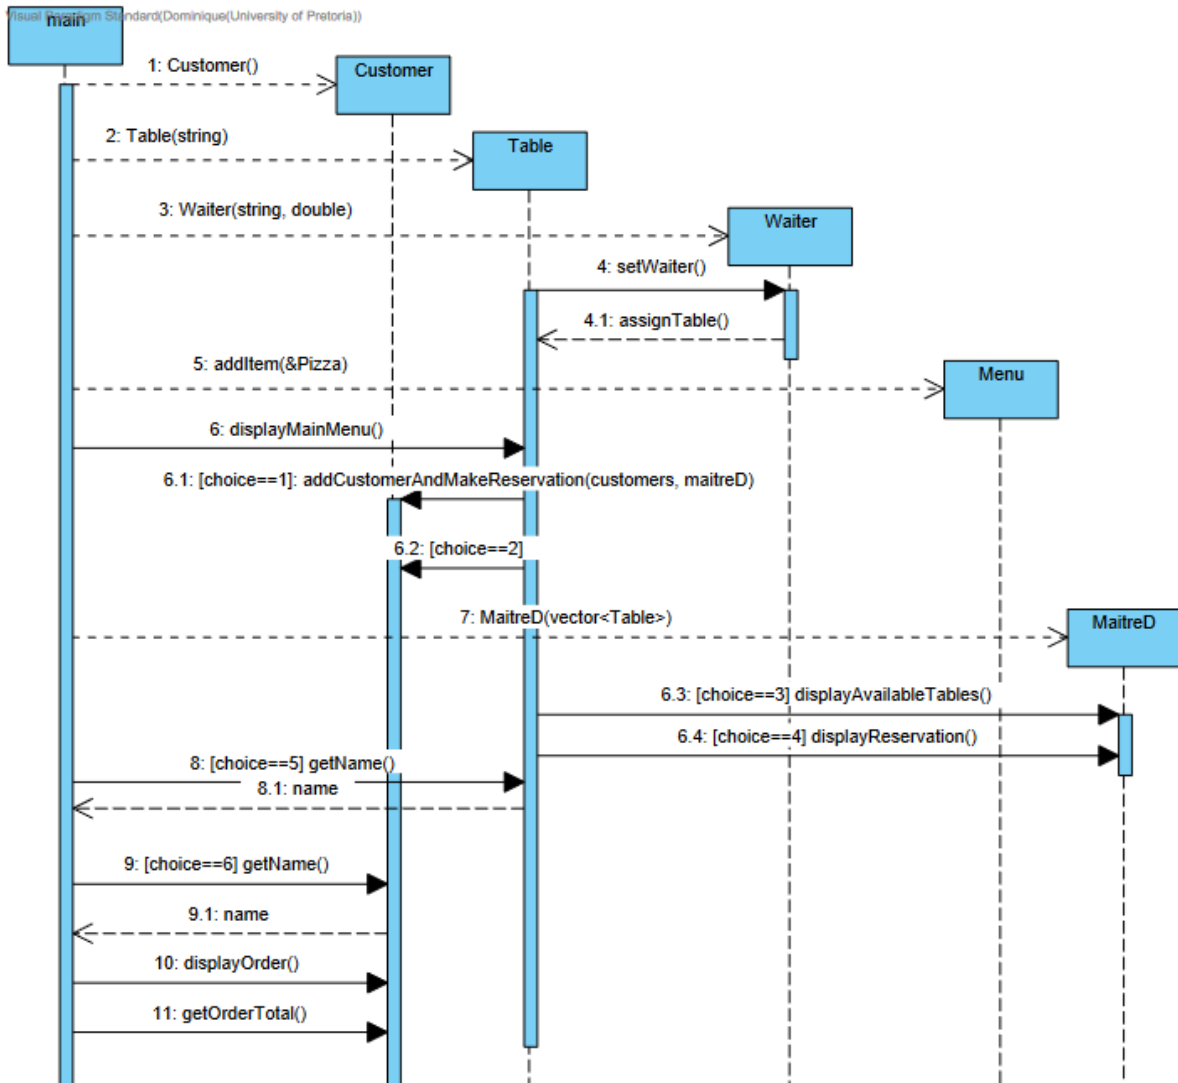 Visual Paradigm Standard(Dominique(University of Pretoria))
main
1: Customer()
Customer
2: Table(string)
Table
3: Waiter(string, double)
Waiter
4: setWaiter()
4.1: assignTable()
5: addItem(&Pizza)
Menu
6: displayMainMenu()
6.1: [choice==1]: addCustomerAndMakeReservation(customers, maitreD)
6.2: [choice==2]
7: MaitreD(vector<Table>)
MaitreD
6.3: [choice==3] displayAvailableTables()
6.4: [choice==4] displayReservation()
8: [choice==5] getName()
8.1: name
9: [choice==6] getName()
9.1: name
10: displayOrder()
11: getOrderTotal()